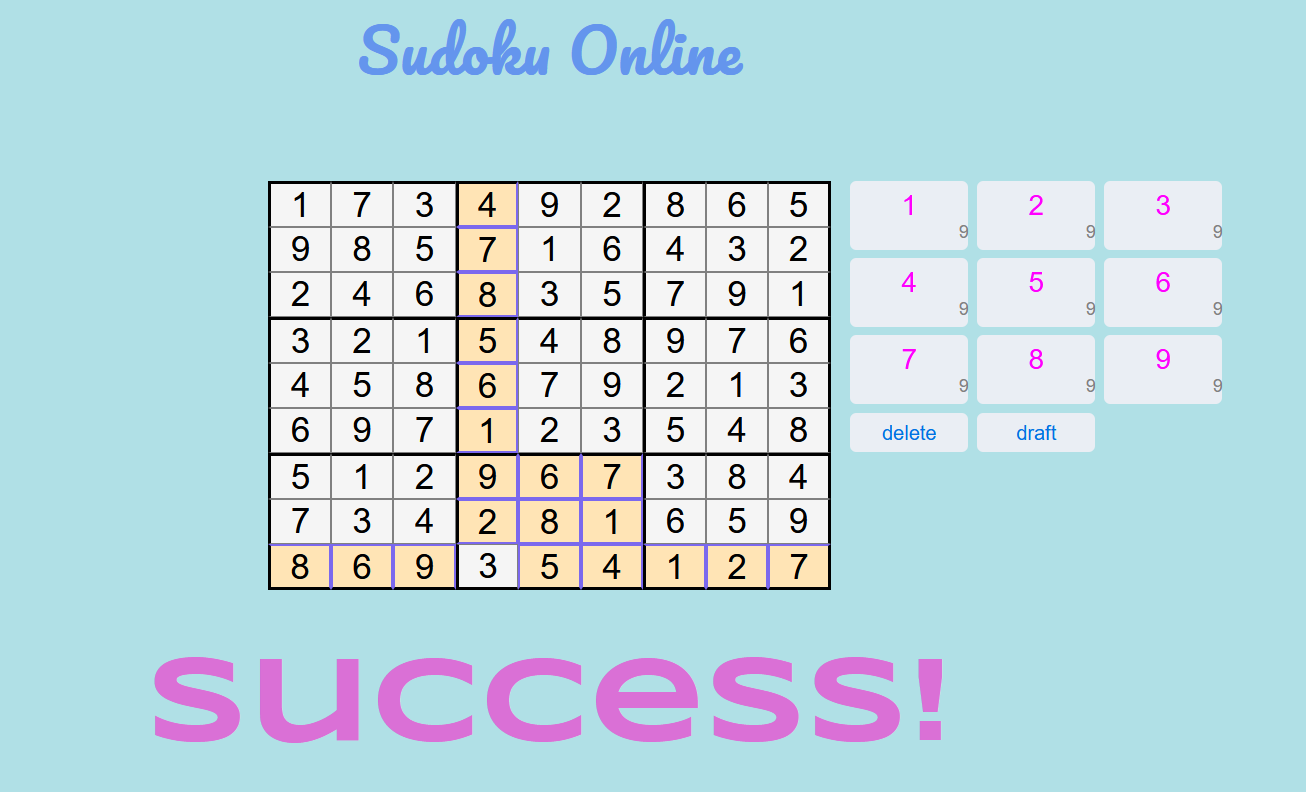 Sudoku Online
1 7 3 4 9 2 8 6 5
9 8 5 7 1 6 4 3 2
2 4 6 8 3 5 7 9 1
3 2 1 5 4 8 9 7 6
4 5 8 6 7 9 2 1 3
6 9 7 1 2 3 5 4 8
5 1 2 9 6 7 3 8 4
7 3 4 2 8 1 6 5 9
8 6 9 3 5 4 1 2 7
1 2 3
9 9 9
4 5 6
9 9 9
7 8 9
9 9 9
delete draft
success!